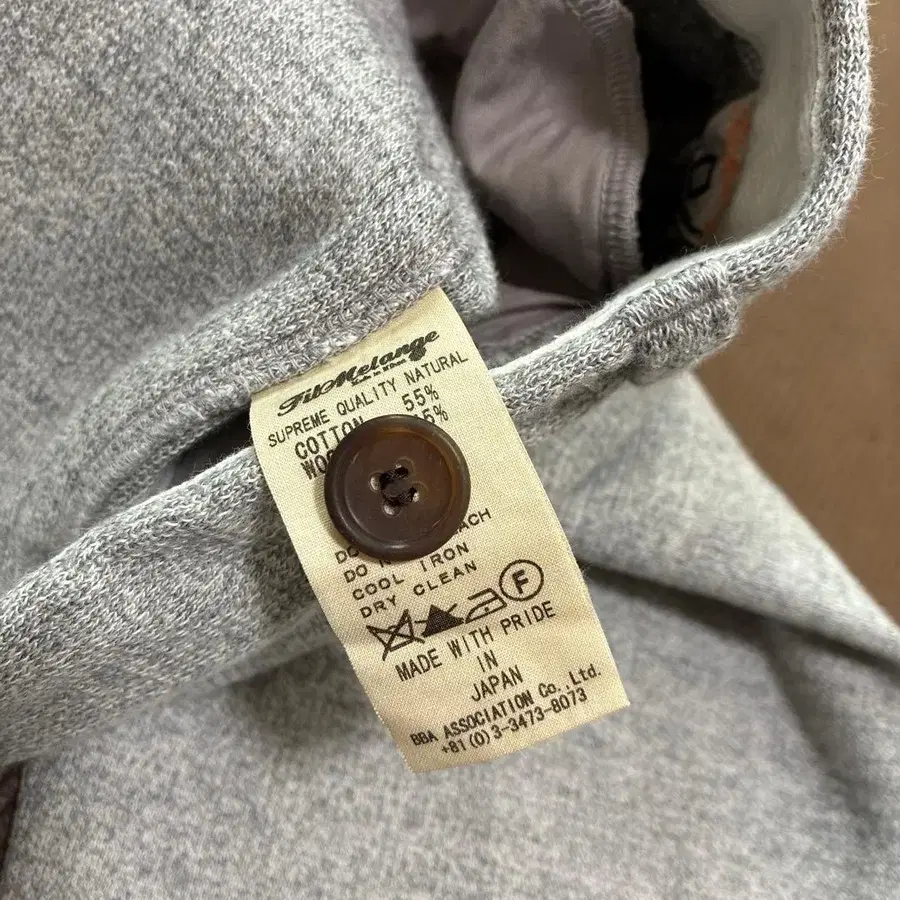 FilMelange
SUPREME QUALITY NATURAL
COTTON 55%
5%
DO
DO
COOL IRON
DRY CLEAN
F
MADE WITH PRIDE
IN
JAPAN
BBA ASSOCIATION Co.,Ltd.
+81(0)3-3473-8073